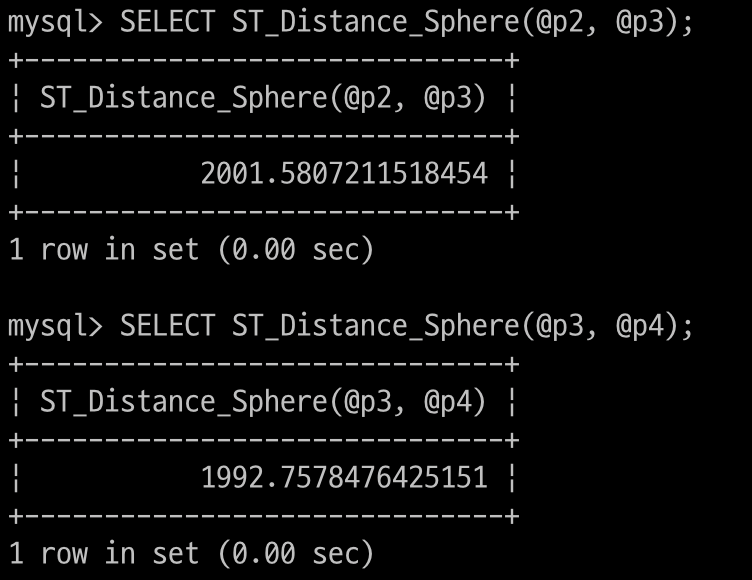 mysql> SELECT ST_Distance_Sphere(@p2, @p3);
+------------------------------+
¦ ST_Distance_Sphere(@p2, @p3) ¦
+------------------------------+
¦           2001.5807211518454 ¦
+------------------------------+
1 row in set (0.00 sec)

mysql> SELECT ST_Distance_Sphere(@p3, @p4);
+------------------------------+
¦ ST_Distance_Sphere(@p3, @p4) ¦
+------------------------------+
¦           1992.7578476425151 ¦
+------------------------------+
1 row in set (0.00 sec)